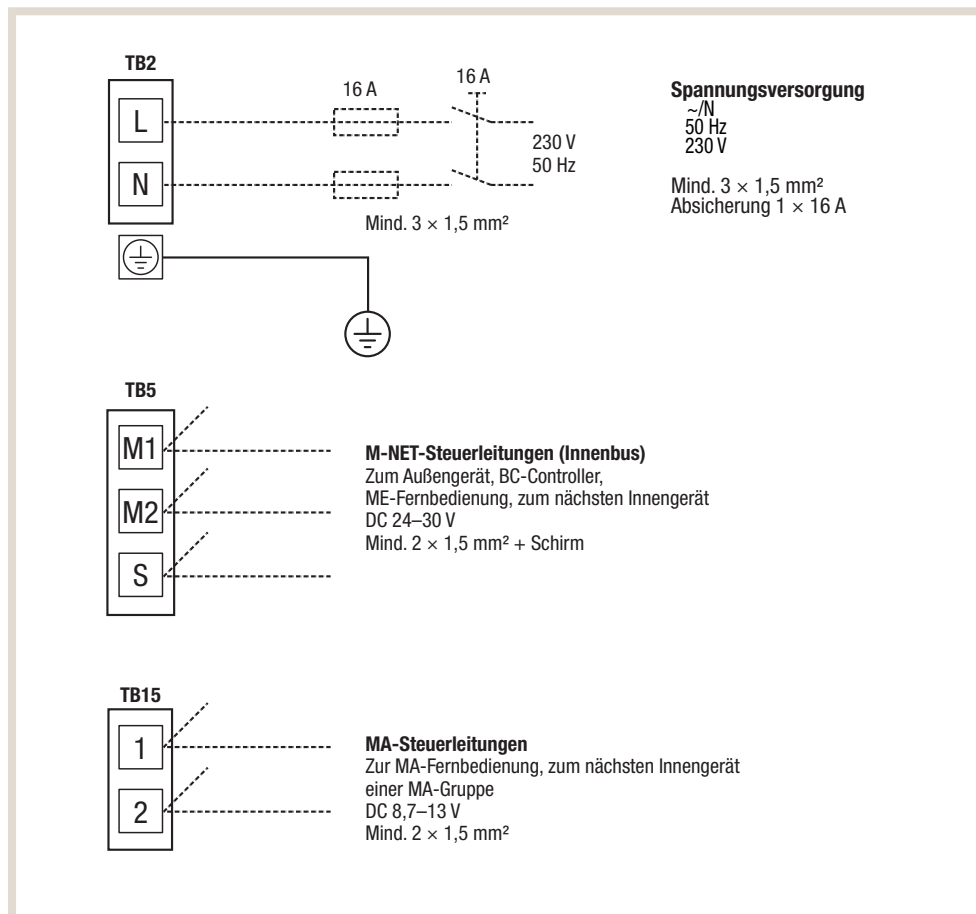 TB2
L
N
16 A
16 A
230 V
50 Hz
Mind. 3 × 1,5 mm²
Spannungsversorgung
~/N
50 Hz
230 V
Mind. 3 × 1,5 mm²
Absicherung 1 × 16 A
TB5
M1
M2
S
M-NET-Steuerleitungen (Innenbus)
Zum Außengerät, BC-Controller,
ME-Fernbedienung, zum nächsten Innengerät
DC 24–30 V
Mind. 2 × 1,5 mm² + Schirm
TB15
1
2
MA-Steuerleitungen
Zur MA-Fernbedienung, zum nächsten Innengerät
einer MA-Gruppe
DC 8,7–13 V
Mind. 2 × 1,5 mm²